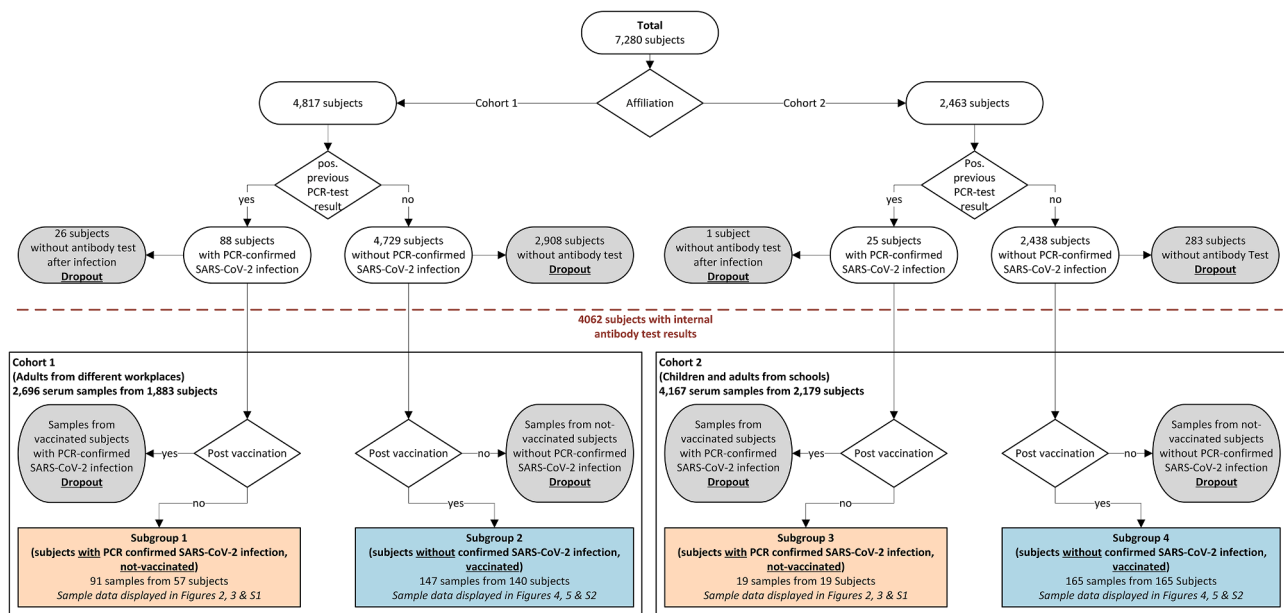 Total
7,280 subjects
4,817 subjects
Cohort 1
Affiliation
Cohort 2
2,463 subjects
pos.
previous
PCR-test
result
Pos.
previous
PCR-test
result
yes
no
yes
no
26 subjects
without antibody test
after infection
Dropout
88 subjects
with PCR-confirmed
SARS-CoV-2 infection
4,729 subjects
without PCR-confirmed
SARS-CoV-2 infection
2,908 subjects
without antibody test
Dropout
1 subject
without antibody test
after infection
Dropout
25 subjects
with PCR-confirmed
SARS-CoV-2 infection
2,438 subjects
without PCR-confirmed
SARS-CoV-2 infection
283 subjects
without antibody Test
Dropout
4062 subjects with internal
antibody test results
Cohort 1
(Adults from different workplaces)
2,696 serum samples from 1,883 subjects
Samples from
vaccinated subjects
with PCR-confirmed
SARS-CoV-2 infection
Dropout
yes
Post vaccination
no
Post vaccination
no
yes
Samples from not-
vaccinated subjects
without PCR-confirmed
SARS-CoV-2 infection
Dropout
Subgroup 1
(subjects with PCR confirmed SARS-CoV-2 infection,
not-vaccinated)
91 samples from 57 Subjects
Sample data displayed in Figures 2, 3 & S1
Subgroup 2
(subjects without confirmed SARS-CoV-2 infection,
vaccinated)
147 samples from 140 Subjects
Sample data displayed in Figures 4, 5 & S2
Cohort 2
(Children and adults from schools)
4,167 serum samples from 2,179 subjects
Samples from
vaccinated subjects
with PCR-confirmed
SARS-CoV-2 infection
Dropout
yes
Post vaccination
no
Post vaccination
no
yes
Samples from not-
vaccinated subjects
without PCR-confirmed
SARS-CoV-2 infection
Dropout
Subgroup 3
(subjects with PCR confirmed SARS-CoV-2 infection,
not-vaccinated)
19 samples from 19 Subjects
Sample data displayed in Figures 2, 3 & S1
Subgroup 4
(subjects without confirmed SARS-CoV-2 infection,
vaccinated)
165 samples from 165 Subjects
Sample data displayed in Figures 4, 5 & S2